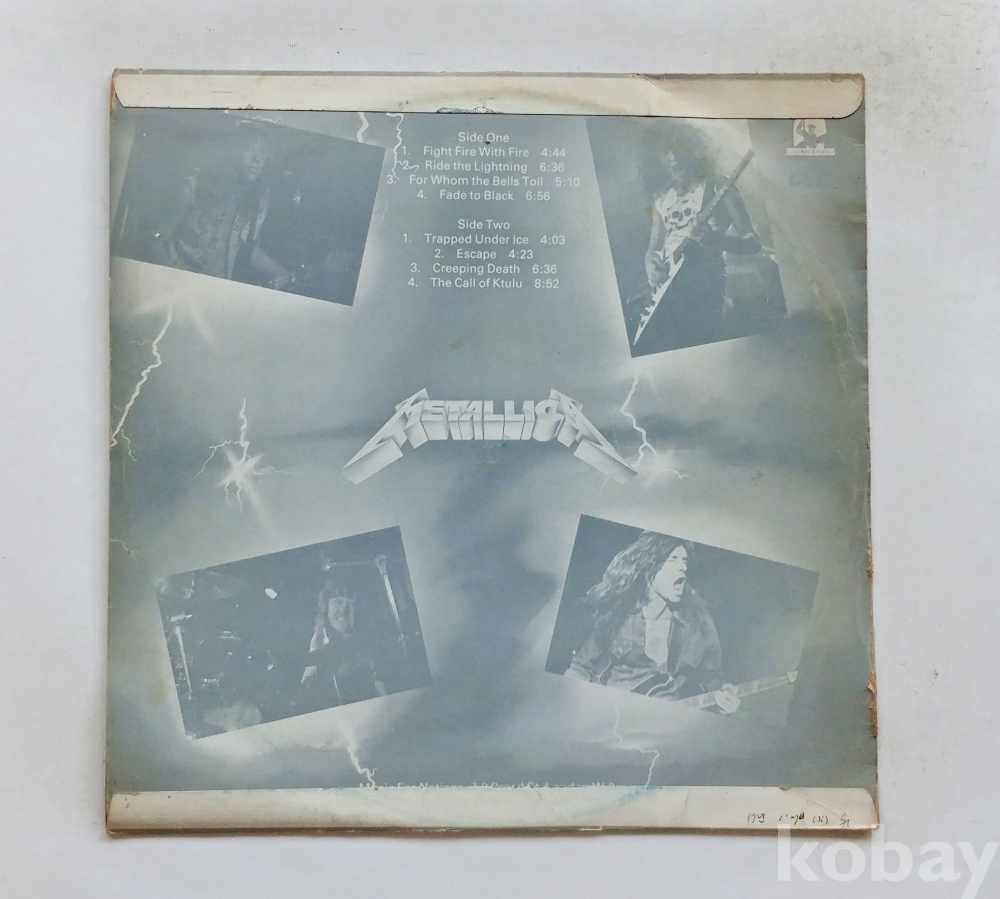 Side One
1. Fight Fire With Fire 4:44
2. Ride the Lightning 6:36
3. For Whom the Bells Toll 5:10
4. Fade to Black 6:56
Side Two
1. Trapped Under Ice 4:03
2. Escape 4:23
3. Creeping Death 6:36
4. The Call of Ktulu 8:52
METALLICA
kobay